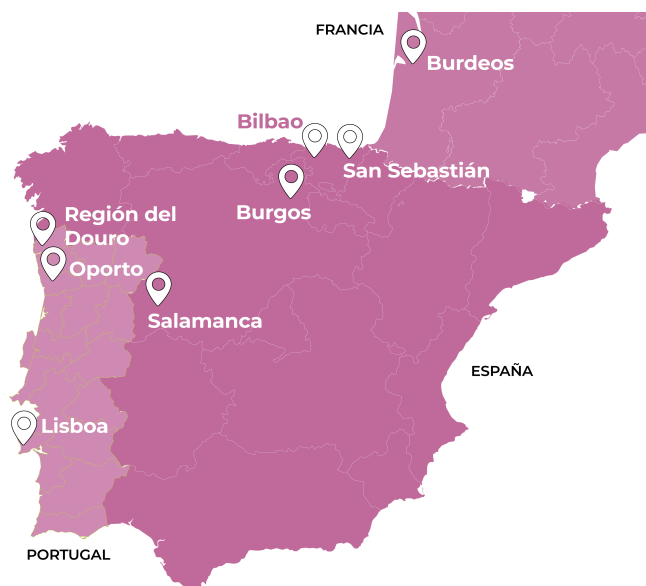 FRANCIA
Burdeos
Bilbao
San Sebastián
Burgos
Región del
Douro
Oporto
Salamanca
ESPAÑA
Lisboa
PORTUGAL